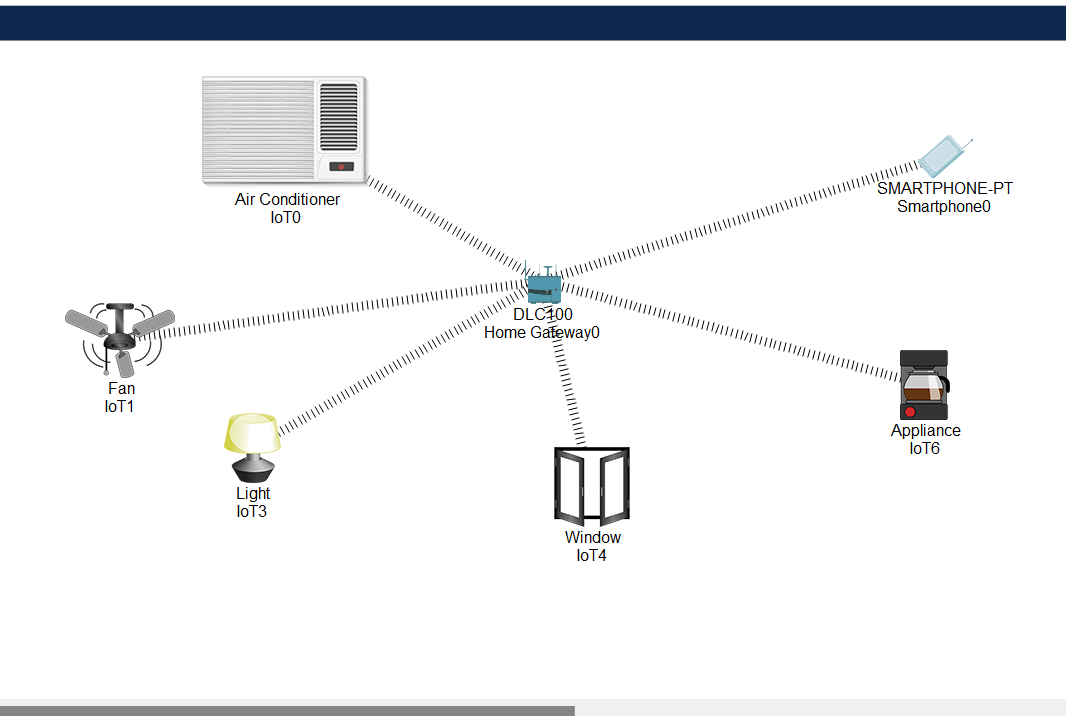 Air Conditioner
IoT0
SMARTPHONE-PT
Smartphone0
DLC100
Home Gateway0
Fan
IoT1
Appliance
IoT6
Light
IoT3
Window
IoT4